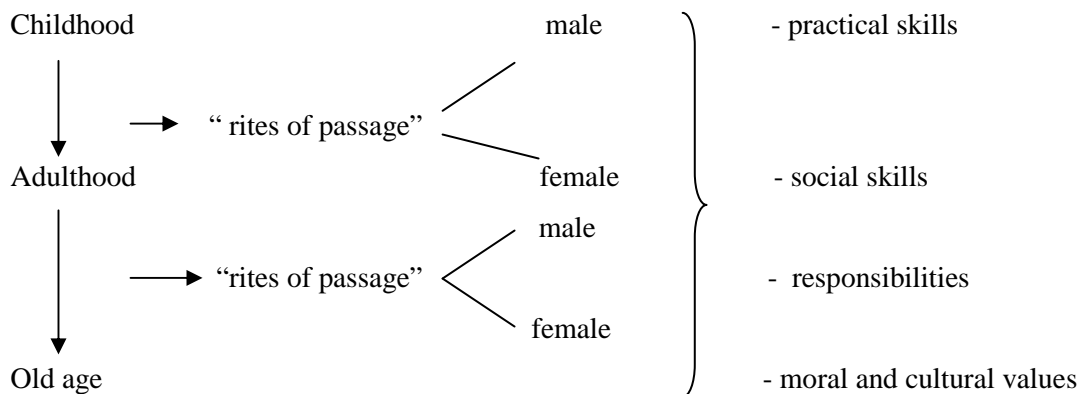 Childhood male - practical skills
“ rites of passage”
Adulthood female - social skills
male
“rites of passage” - responsibilities
female
Old age - moral and cultural values